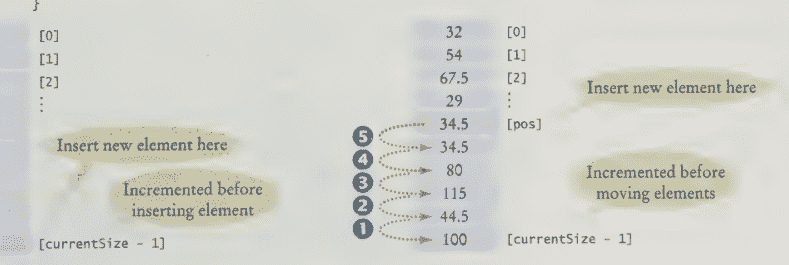 }
[0]
[1]
[2]
⋮
Insert new element here
Incremented before
inserting element
[currentSize - 1]
32 [0]
54 [1]
67.5 [2]
29 ⋮
34.5 [pos]
34.5
80
115
44.5
100 [currentSize - 1]
5
4
3
2
1
Insert new element here
Incremented before
moving elements